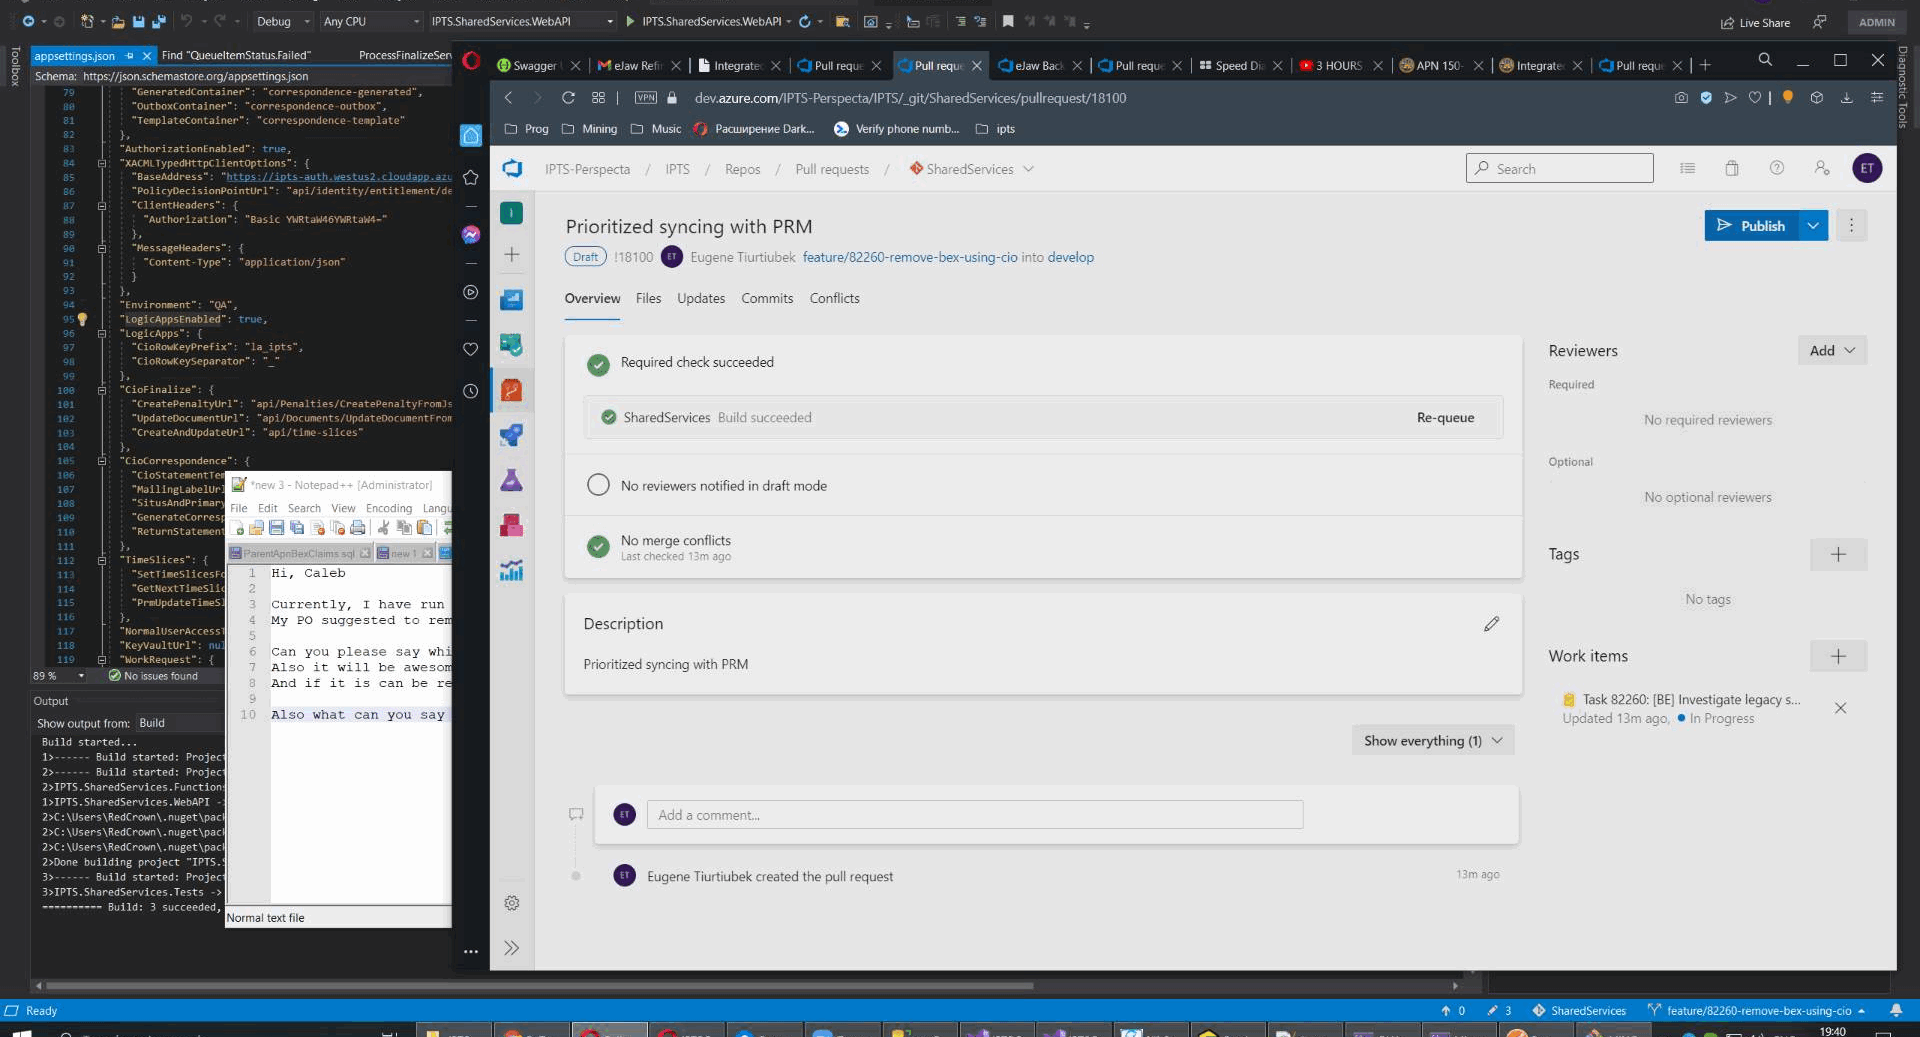 Debug
Any CPU
IPTS.SharedServices.WebAPI
IPTS.SharedServices.WebAPI
Live Share
ADMIN
Toolbox
appsettings.json
Find "QueueItemStatus.Failed"
ProcessFinalizeSer
Schema: https://json.schemastore.org/appsettings.json
79 "GeneratedContainer": "correspondence-generated",
80 "OutboxContainer": "correspondence-outbox",
81 "TemplateContainer": "correspondence-template"
82 },
83 "AuthorizationEnabled": true,
84 "XACMLTypedHttpClientOptions": {
85 "BaseAddress": "https://ipts-auth.westus2.cloudapp.azu
86 "PolicyDecisionPointUrl": "api/identity/entitlement/de
87 "ClientHeaders": {
88 "Authorization": "Basic YWRtaW46YWRtaW4="
89 },
90 "MessageHeaders": {
91 "Content-Type": "application/json"
92 }
93 },
94 "Environment": "QA",
95 "LogicAppsEnabled": true,
96 "LogicApps": {
97 "CioRowKeyPrefix": "la_ipts",
98 "CioRowKeySeparator": "_"
99 },
100 "CioFinalize": {
101 "CreatePenaltyUrl": "api/Penalties/CreatePenaltyFromJs
102 "UpdateDocumentUrl": "api/Documents/UpdateDocumentFrom
103 "CreateAndUpdateUrl": "api/time-slices"
104 },
105 "CioCorrespondence": {
106 "CioStatementTem
107 "MailingLabelUrl
108 "SitusAndPrimary
109 "GenerateCorresp
110 "ReturnStatement
111 },
112 "TimeSlices": {
113 "SetTimeSlicesFo
114 "GetNextTimeSlic
115 "PrmUpdateTimeSl
116 },
117 "NormalUserAccessT
118 "KeyVaultUrl": nul
119 "WorkRequest": {
89 %
No issues found
Output
Show output from: Build
Build started...
1>------ Build started: Project
2>------ Build started: Project
2>IPTS.SharedServices.Functions
1>IPTS.SharedServices.WebAPI ->
2>C:\Users\RedCrown\.nuget\pack
2>C:\Users\RedCrown\.nuget\pack
2>C:\Users\RedCrown\.nuget\pack
2>Done building project "IPTS.S
3>------ Build started: Project
3>IPTS.SharedServices.Tests ->
========== Build: 3 succeeded,
*new 3 - Notepad++ [Administrator]
File Edit Search View Encoding Langu
ParentApnBexClaims.sql
new 1
1 Hi, Caleb
2
3 Currently, I have run
4 My PO suggested to rem
5
6 Can you please say whi
7 Also it will be awesom
8 And if it is can be re
9
10 Also what can you say
Normal text file
Swagger
eJaw Refi
Integrate
Pull reque
Pull reque
eJaw Back
Pull reque
Speed Di
3 HOURS
APN 150-
Integrate
Pull reque
VPN
dev.azure.com/IPTS-Perspecta/IPTS/_git/SharedServices/pullrequest/18100
Prog
Mining
Music
Расширение Dark...
Verify phone numb...
ipts
IPTS-Perspecta / IPTS / Repos / Pull requests / SharedServices
Search
ET
I
Prioritized syncing with PRM
Publish
Draft !18100 ET Eugene Tiurtiubek feature/82260-remove-bex-using-cio into develop
Overview Files Updates Commits Conflicts
Required check succeeded
SharedServices Build succeeded
Re-queue
No reviewers notified in draft mode
No merge conflicts
Last checked 13m ago
Description
Prioritized syncing with PRM
Show everything (1)
ET
Add a comment...
ET
Eugene Tiurtiubek created the pull request
13m ago
Reviewers
Add
Required
No required reviewers
Optional
No optional reviewers
Tags
No tags
Work items
Task 82260: [BE] Investigate legacy s...
Updated 13m ago, In Progress
Diagnostic Tools
Ready
0
3
SharedServices
feature/82260-remove-bex-using-cio
19:40